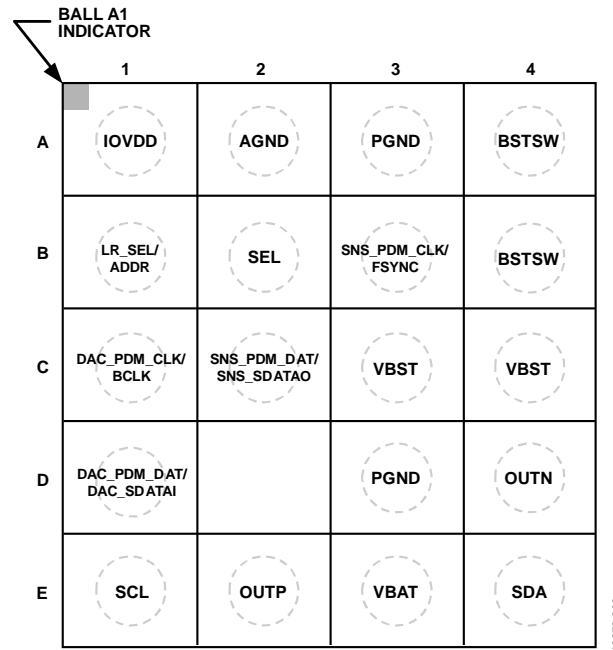 BALL A1
INDICATOR
1 2 3 4
A IOVDD AGND PGND BSTSW
B LR_SEL/
ADDR SEL SNS_PDM_CLK/
FSYNC BSTSW
C DAC_PDM_CLK/
BCLK SNS_PDM_DAT/
SNS_SDATAO VBST VBST
D DAC_PDM_DAT/
DAC_SDATAI PGND OUTN
E SCL OUTP VBAT SDA